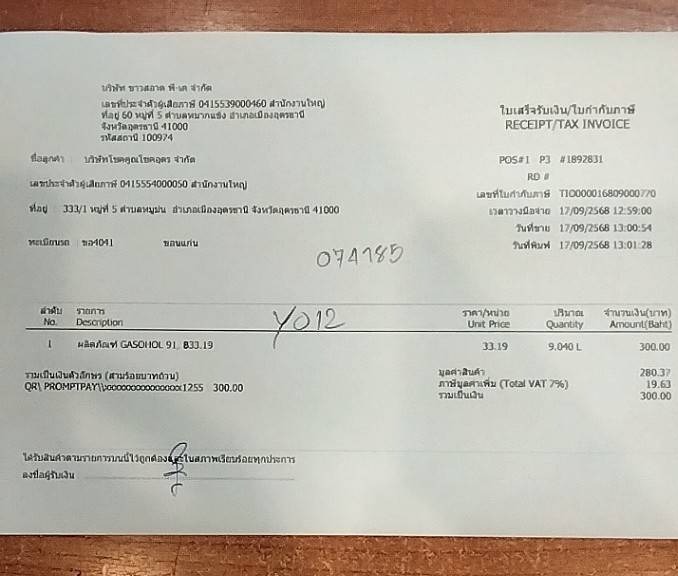 บริษัท ขาวสอาด พี-เค จำกัด
เลขที่ประจำตัวผู้เสียภาษี 0415539000460 สำนักงานใหญ่
ที่อยู่ 60 หมู่ที่ 5 ตำบลหมากแข้ง อำเภอเมืองอุดรธานี
จังหวัดอุดรธานี 41000
รหัสสถานี 100974
ใบเสร็จรับเงิน/ใบกำกับภาษี
RECEIPT/TAX INVOICE
ชื่อลูกค้า บริษัทโชคคูณโชคอุดร จำกัด
POS#1 P3 #1892831
RD #
เลขประจำตัวผู้เสียภาษี 0415554000050 สำนักงานใหญ่
เลขที่ใบกำกับภาษี TI0000016809000770
ที่อยู่ 333/1 หมู่ที่ 5 ตำบลหมูม่น อำเภอเมืองอุดรธานี จังหวัดอุดรธานี 41000
เวลาวางมือจ่าย 17/09/2568 12:59:00
วันที่ขาย 17/09/2568 13:00:54
ทะเบียนรถ ขอ4041 ขอนแก่น
วันที่พิมพ์ 17/09/2568 13:01:28
074185
Y012
ลำดับ รายการ ราคา/หน่วย ปริมาณ จำนวนเงิน(บาท)
No. Description Unit Price Quantity Amount(Baht)
1 ผลิตภัณฑ์ GASOHOL 91, ฿33.19 33.19 9.040 L 300.00
รวมเป็นเงินตัวอักษร (สามร้อยบาทถ้วน)
มูลค่าสินค้า 280.37
QR\ PROMPTPAY\\xxxxxxxxxxxxxxxx1255 300.00
ภาษีมูลค่าเพิ่ม (Total VAT 7%) 19.63
รวมเป็นเงิน 300.00
ได้รับสินค้าตามรายการบนนี้ไว้ถูกต้องและในสภาพเรียบร้อยทุกประการ
ลงชื่อผู้รับเงิน